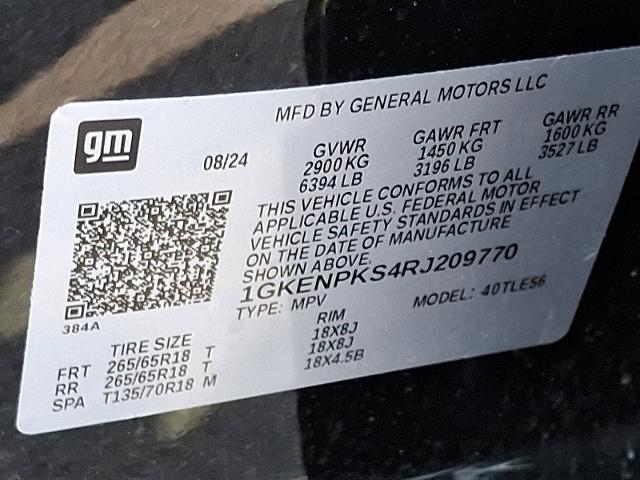 MFD BY GENERAL MOTORS LLC
gm
08/24
GVWR GAWR FRT GAWR RR
2900 KG 1450 KG 1600 KG
6394 LB 3196 LB 3527 LB
THIS VEHICLE CONFORMS TO ALL
APPLICABLE U.S. FEDERAL MOTOR
VEHICLE SAFETY STANDARDS IN EFFECT
ON THE DATE OF MANUFACTURE
SHOWN ABOVE.
1GKENPKS4RJ209770
TYPE: MPV MODEL: 40TLE56
384A
TIRE SIZE RIM
FRT 265/65R18 T 18X8J
RR 265/65R18 T 18X8J
SPA T135/70R18 M 18X4.5B